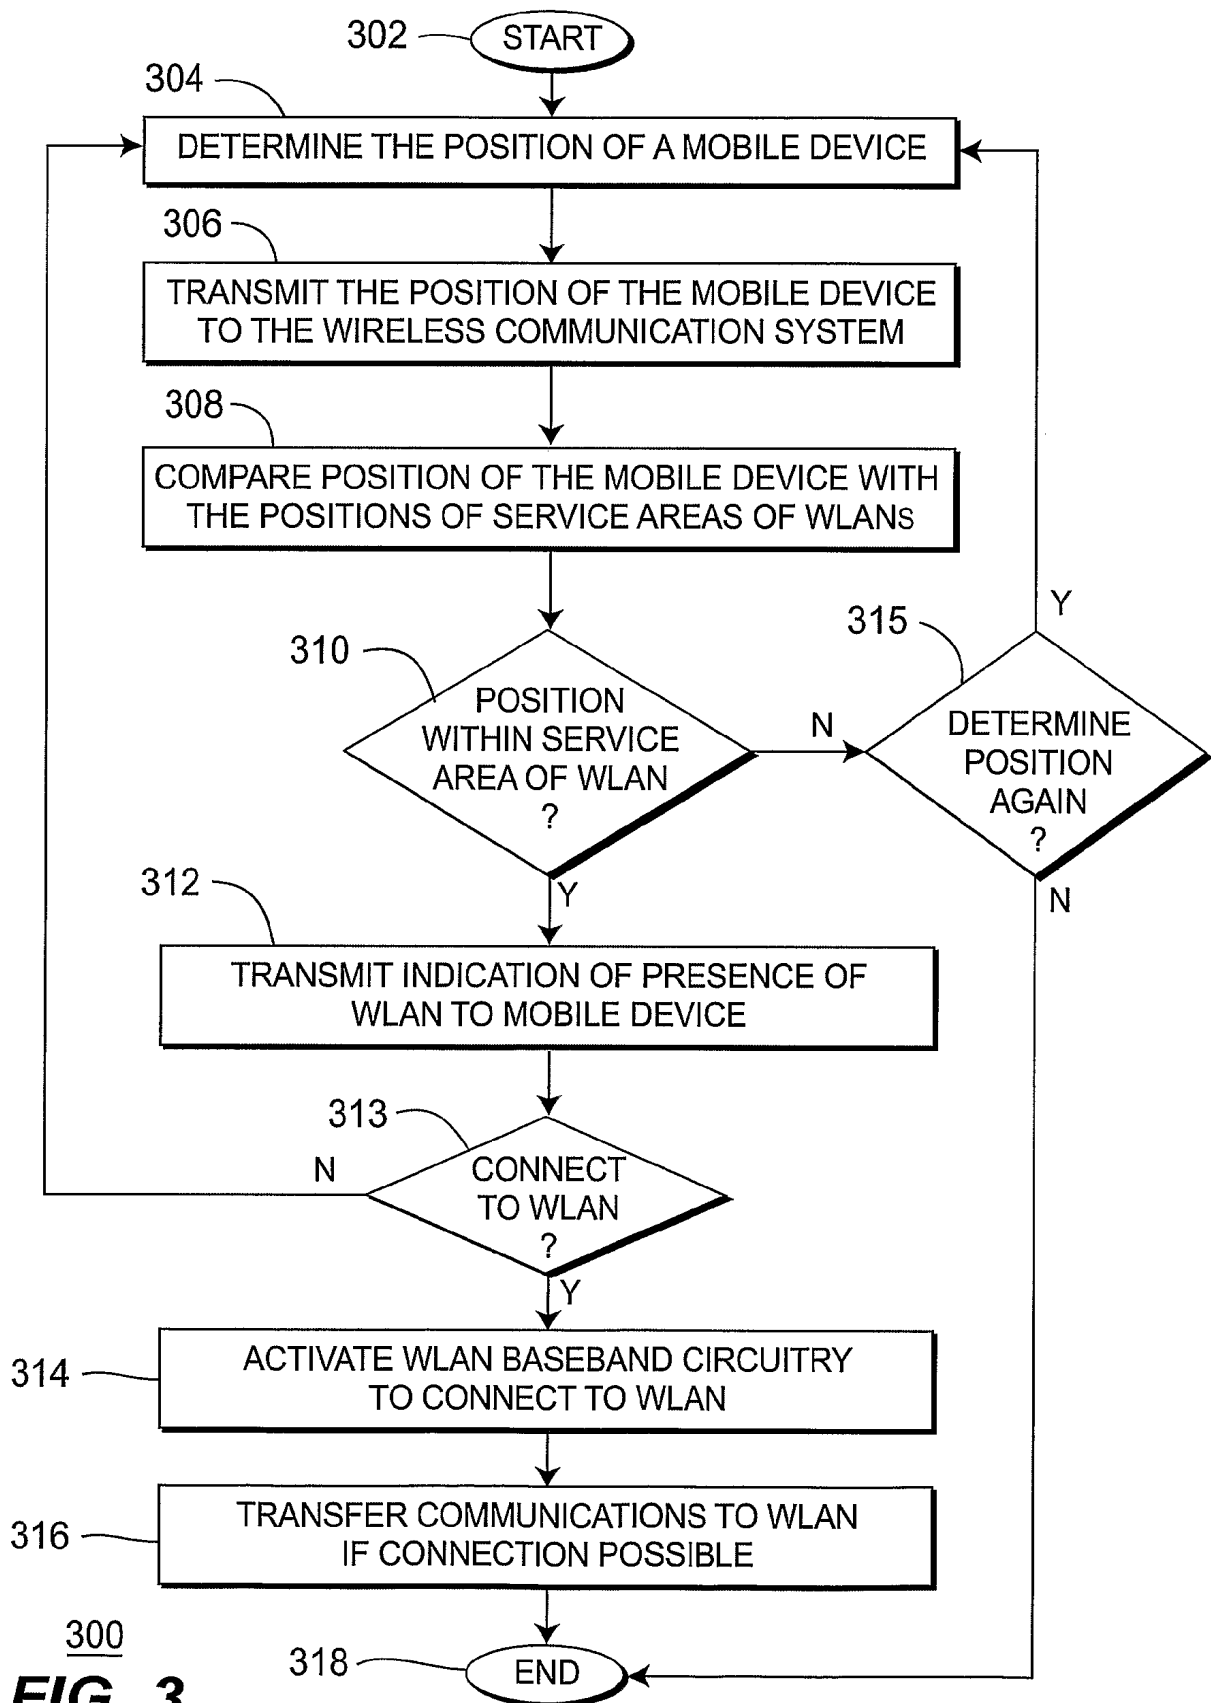 302
START
304
DETERMINE THE POSITION OF A MOBILE DEVICE
306
TRANSMIT THE POSITION OF THE MOBILE DEVICE
TO THE WIRELESS COMMUNICATION SYSTEM
308
COMPARE POSITION OF THE MOBILE DEVICE WITH
THE POSITIONS OF SERVICE AREAS OF WLANS
310
POSITION
WITHIN SERVICE
AREA OF WLAN
?
N
Y
315
DETERMINE
POSITION
AGAIN
?
Y
N
312
TRANSMIT INDICATION OF PRESENCE OF
WLAN TO MOBILE DEVICE
313
CONNECT
TO WLAN
?
N
Y
314
ACTIVATE WLAN BASEBAND CIRCUITRY
TO CONNECT TO WLAN
316
TRANSFER COMMUNICATIONS TO WLAN
IF CONNECTION POSSIBLE
318
END
300
FIG. 3